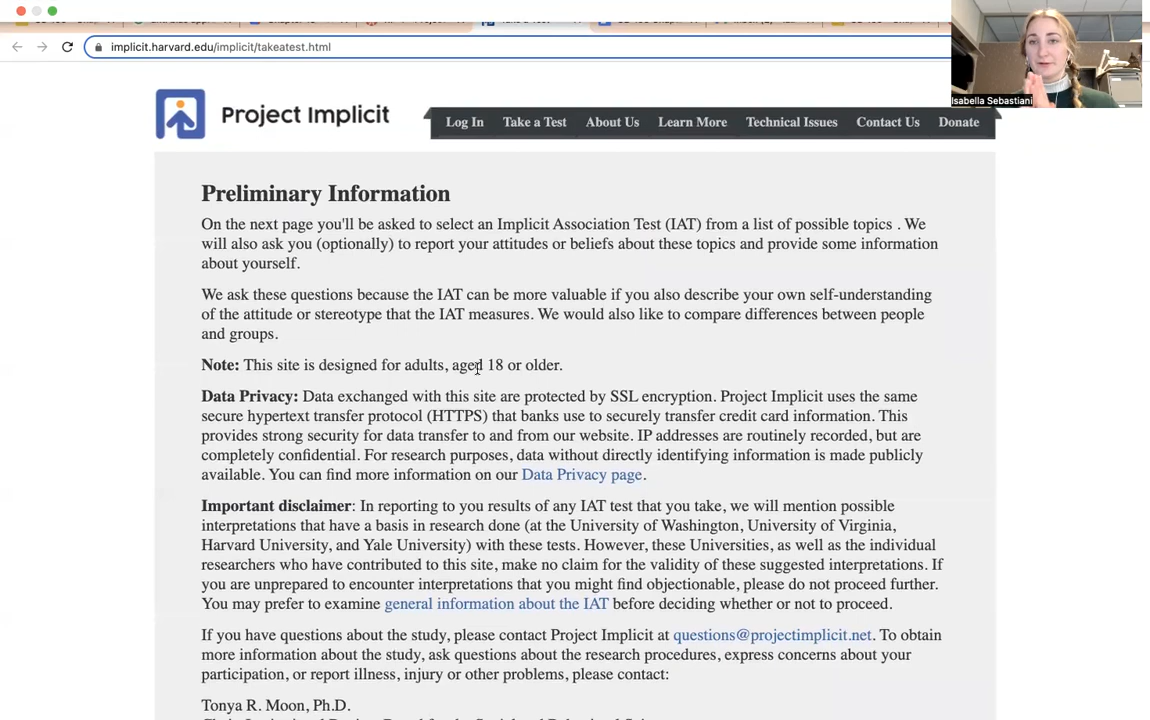 implicit.harvard.edu/implicit/takeatest.html
Isabella Sebastiani
Project Implicit
Log In Take a Test About Us Learn More Technical Issues Contact Us Donate
Preliminary Information
On the next page you'll be asked to select an Implicit Association Test (IAT) from a list of possible topics . We
will also ask you (optionally) to report your attitudes or beliefs about these topics and provide some information
about yourself.
We ask these questions because the IAT can be more valuable if you also describe your own self-understanding
of the attitude or stereotype that the IAT measures. We would also like to compare differences between people
and groups.
Note: This site is designed for adults, aged 18 or older.
Data Privacy: Data exchanged with this site are protected by SSL encryption. Project Implicit uses the same
secure hypertext transfer protocol (HTTPS) that banks use to securely transfer credit card information. This
provides strong security for data transfer to and from our website. IP addresses are routinely recorded, but are
completely confidential. For research purposes, data without directly identifying information is made publicly
available. You can find more information on our Data Privacy page.
Important disclaimer: In reporting to you results of any IAT test that you take, we will mention possible
interpretations that have a basis in research done (at the University of Washington, University of Virginia,
Harvard University, and Yale University) with these tests. However, these Universities, as well as the individual
researchers who have contributed to this site, make no claim for the validity of these suggested interpretations. If
you are unprepared to encounter interpretations that you might find objectionable, please do not proceed further.
You may prefer to examine general information about the IAT before deciding whether or not to proceed.
If you have questions about the study, please contact Project Implicit at questions@projectimplicit.net. To obtain
more information about the study, ask questions about the research procedures, express concerns about your
participation, or report illness, injury or other problems, please contact:
Tonya R. Moon, Ph.D.